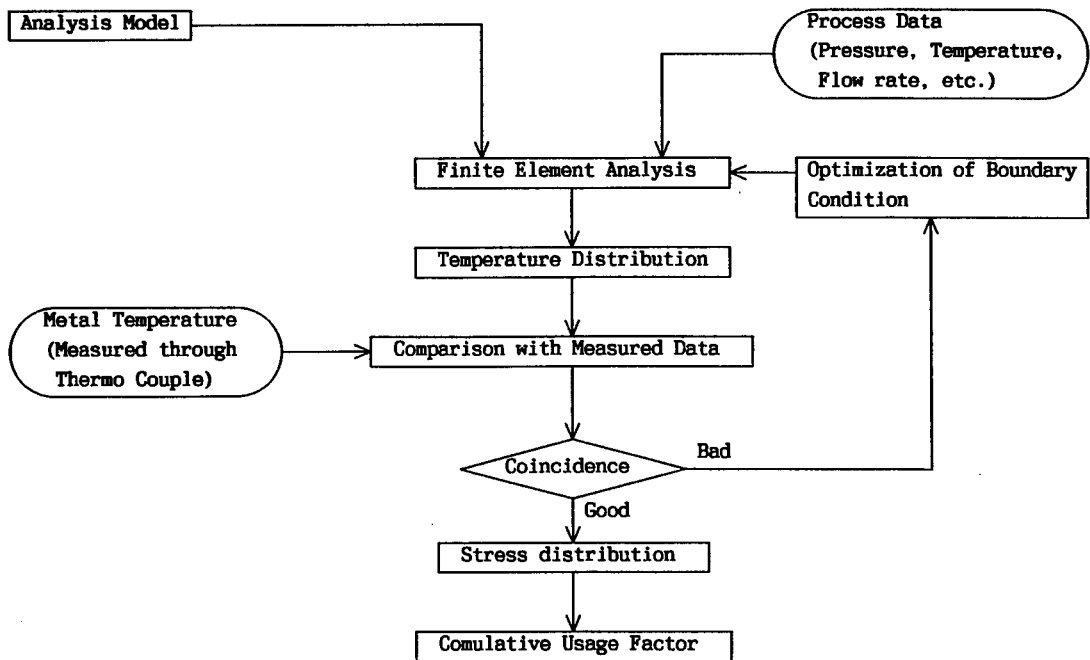 Analysis Model
Process Data
(Pressure, Temperature,
Flow rate, etc.)
Finite Element Analysis
Optimization of Boundary
Condition
Temperature Distribution
Metal Temperature
(Measured through
Thermo Couple)
Comparison with Measured Data
Coincidence
Bad
Good
Stress distribution
Comulative Usage Factor